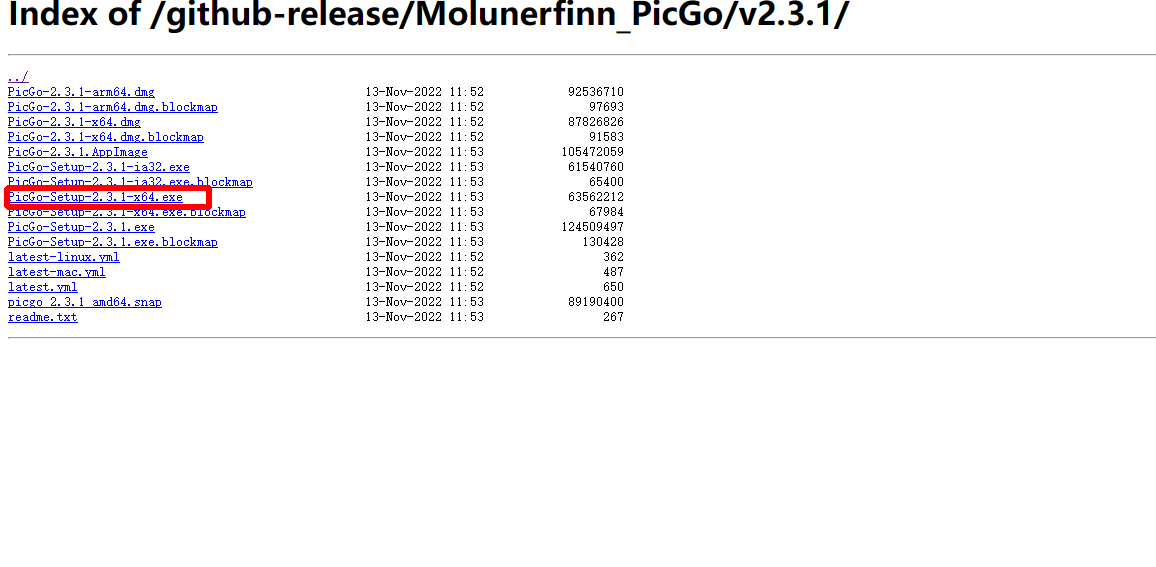 Index of /github-release/Molunerfinn_PicGo/v2.3.1/
../
PicGo-2.3.1-arm64.dmg 13-Nov-2022 11:52 92536710
PicGo-2.3.1-arm64.dmg.blockmap 13-Nov-2022 11:52 97693
PicGo-2.3.1-x64.dmg 13-Nov-2022 11:52 87826826
PicGo-2.3.1-x64.dmg.blockmap 13-Nov-2022 11:52 91583
PicGo-2.3.1.AppImage 13-Nov-2022 11:53 105472059
PicGo-Setup-2.3.1-ia32.exe 13-Nov-2022 11:53 61540760
PicGo-Setup-2.3.1-ia32.exe.blockmap 13-Nov-2022 11:53 65400
PicGo-Setup-2.3.1-x64.exe 13-Nov-2022 11:53 63562212
PicGo-Setup-2.3.1-x64.exe.blockmap 13-Nov-2022 11:53 67984
PicGo-Setup-2.3.1.exe 13-Nov-2022 11:53 124509497
PicGo-Setup-2.3.1.exe.blockmap 13-Nov-2022 11:53 130428
latest-linux.yml 13-Nov-2022 11:52 362
latest-mac.yml 13-Nov-2022 11:52 487
latest.yml 13-Nov-2022 11:52 650
picgo_2.3.1_amd64.snap 13-Nov-2022 11:53 89190400
readme.txt 13-Nov-2022 11:53 267